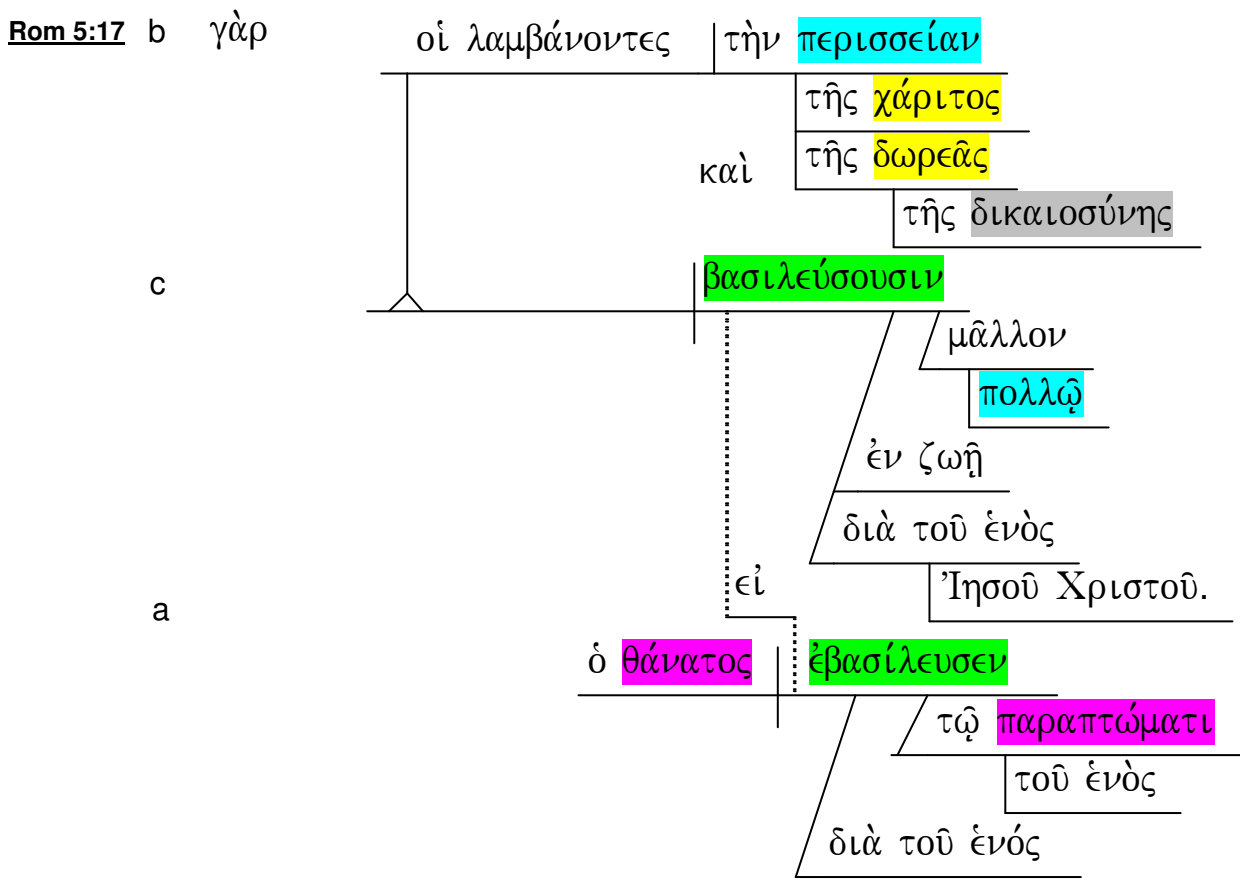 Rom 5:17 b γὰρ οἱ λαμβάνοντες τὴν περισσείαν
τῆς χάριτος
τῆς δωρεᾶς
καὶ
τῆς δικαιοσύνης
c βασιλεύσουσιν
μᾶλλον
πολλῷ
ἐν ζωῇ
διὰ τοῦ ἑνὸς
εἰ Ἰησοῦ Χριστοῦ.
a
ὁ θάνατος ἐβασίλευσεν
τῷ παραπτώματι
τοῦ ἑνὸς
διὰ τοῦ ἑνός